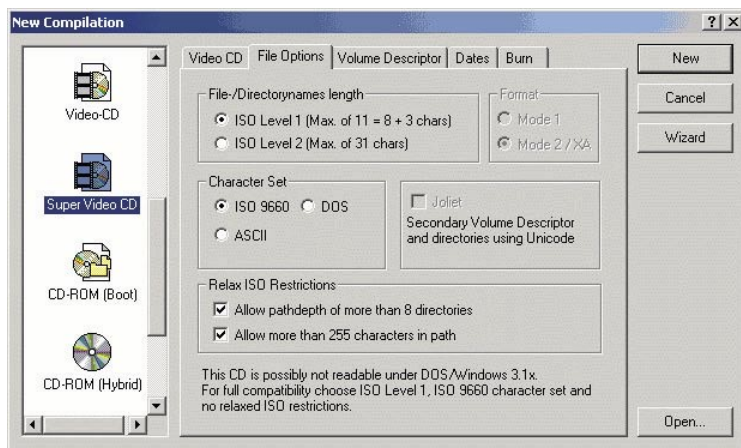 New Compilation
Video-CD
Super Video CD
CD-ROM (Boot)
CD-ROM (Hybrid)
Video CD
File Options
Volume Descriptor
Dates
Burn
File-/Directorynames length
ISO Level 1 (Max. of 11 = 8 + 3 chars)
ISO Level 2 (Max. of 31 chars)
Format
Mode 1
Mode 2 / XA
Character Set
ISO 9660
DOS
ASCII
Joliet
Secondary Volume Descriptor
and directories using Unicode
Relax ISO Restrictions
Allow pathdepth of more than 8 directories
Allow more than 255 characters in path
This CD is possibly not readable under DOS/Windows 3.1x.
For full compatibility choose ISO Level 1, ISO 9660 character set and
no relaxed ISO restrictions.
New
Cancel
Wizard
Open...